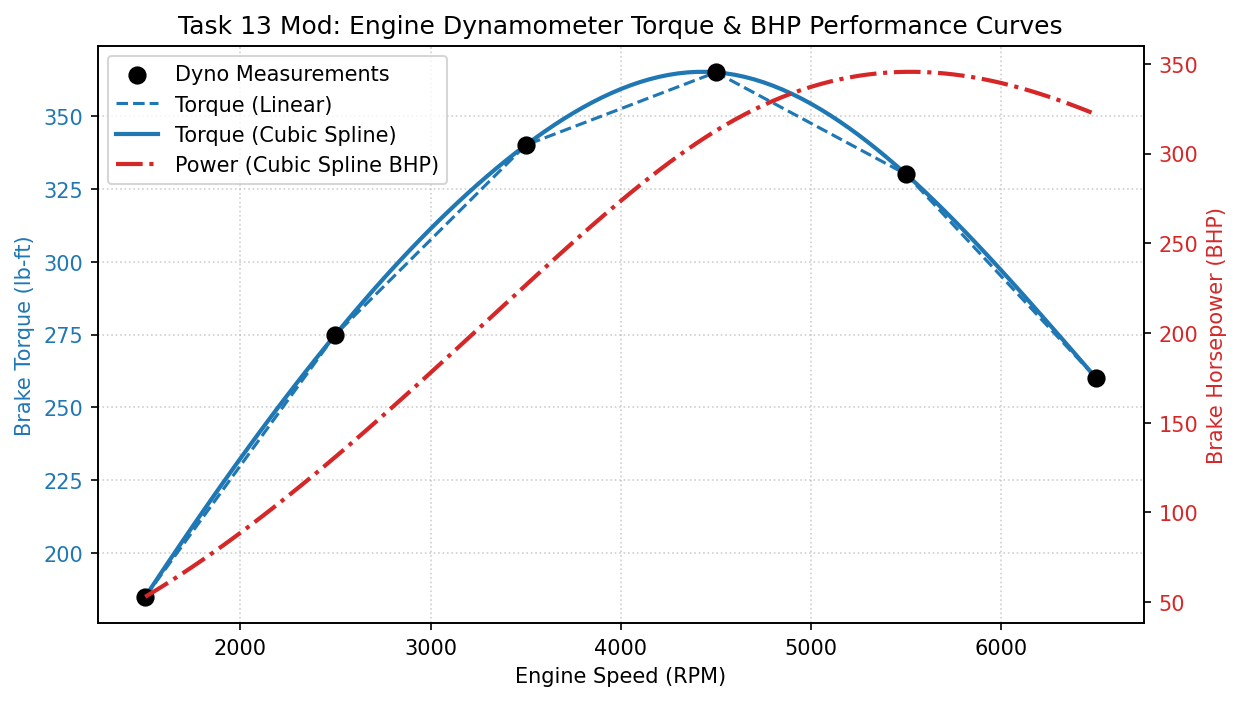 Task 13 Mod: Engine Dynamometer Torque & BHP Performance Curves
Dyno Measurements
Torque (Linear)
Torque (Cubic Spline)
Power (Cubic Spline BHP)
Brake Torque (lb-ft)
350
325
300
275
250
225
200
Brake Horsepower (BHP)
350
300
250
200
150
100
50
2000 3000 4000 5000 6000
Engine Speed (RPM)